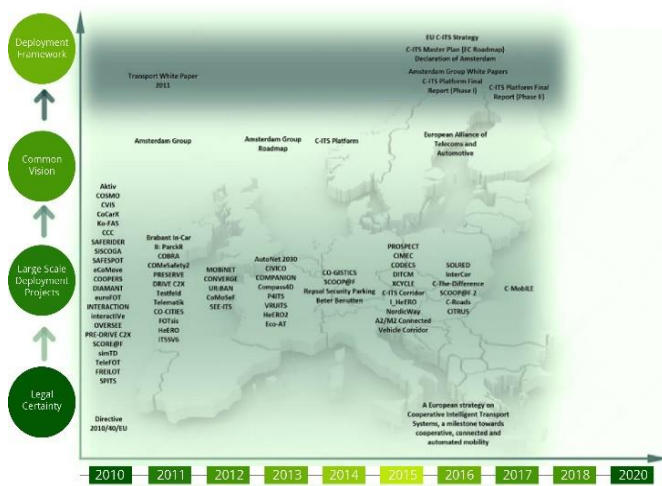 Deployment
Framework
Common
Vision
Large Scale
Deployment
Projects
Legal
Certainty
Transport White Paper
2011
EU C-ITS Strategy
C-ITS Master Plan (EC Roadmap)
Declaration of Amsterdam
Amsterdam Group White Papers
C-ITS Platform Final
Report (Phase I)
C-ITS Platform Final
Report (Phase II)
Amsterdam Group
Amsterdam Group
Roadmap
C-ITS Platform
European Alliance of
Telecoms and
Automotive
Aktiv
COSMO
CVIS
CoCarX
Ko-FAS
CCC
SAFERIDER
SISCOGA
SAFESPOT
eCoMove
COOPERS
DIAMANT
euroFOT
INTERACTION
interactiVe
OVERSEE
PRE-DRIVE C2X
SCORE@F
simTD
TeleFOT
FREILOT
SPITS
Brabant In-Car
II: ParckR
COBRA
COMeSafety2
PRESERVE
DRIVE C2X
Testfeld
Telematik
CO-CITIES
FOTsis
HeERO
ITSSV6
MOBiNET
CONVERGE
URIBAN
CoMoSef
SEE-ITS
AutoNet 2030
CIVICO
COMPANION
Compass4D
P4ITS
VRUITS
HeERO2
Eco-AT
CO-GISTICS
SCOOP@F
Repsol Security Parking
Beter Benutten
PROSPECT
CIMEC
CODECS
DITCM
XCYCLE
C-ITS Corridor
I_HeERO
NordicWay
A2/M2 Connected
Vehicle Corridor
SOLRED
InterCor
C-The-Difference
SCOOP@F 2
C-Roads
CITRUS
C-MobILE
Directive
2010/40/EU
A European strategy on
Cooperative Intelligent Transport
Systems, a milestone towards
cooperative, connected and
automated mobility
2010 2011 2012 2013 2014 2015 2016 2017 2018 2020